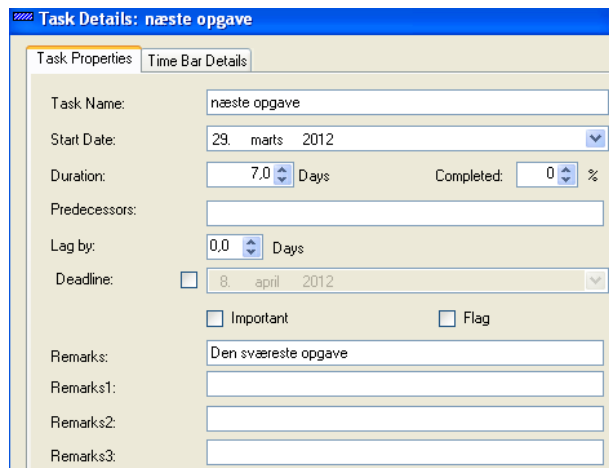 Task Details: næste opgave
Task Properties Time Bar Details
Task Name: næste opgave
Start Date: 29. marts 2012
Duration: 7,0 Days Completed: 0 %
Predecessors:
Lag by: 0,0 Days
Deadline: 8. april 2012
Important Flag
Remarks: Den sværeste opgave
Remarks1:
Remarks2:
Remarks3: